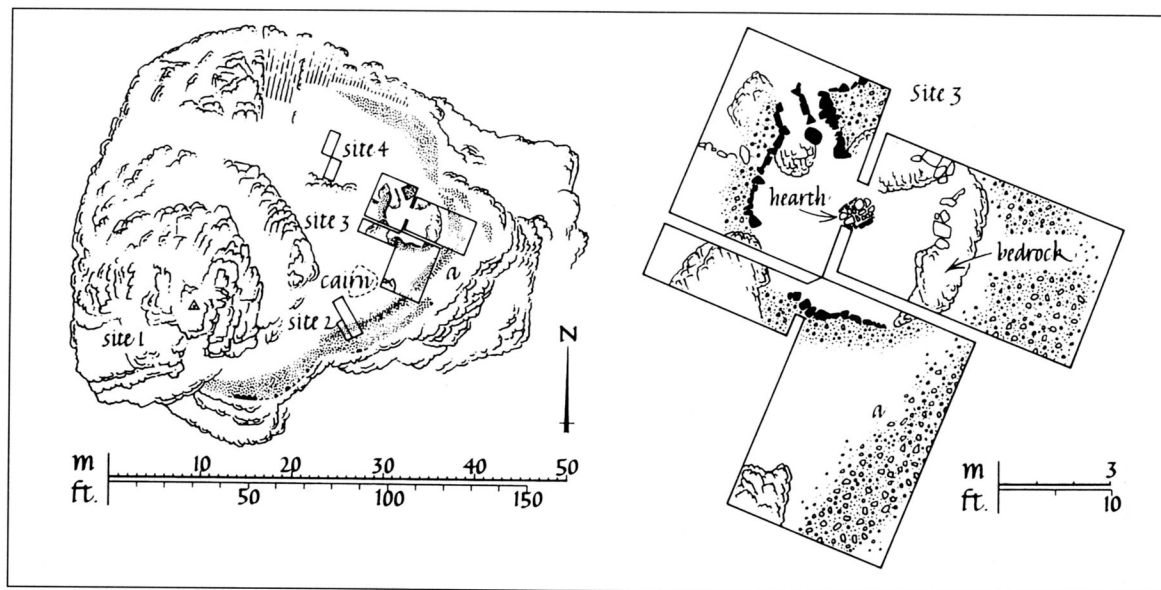 site 4
site 3
a
cairn
site 2
site 1
N
m 10 20 30 40 50
ft. 50 100 150
Site 3
hearth
bedrock
a
m 3
ft. 10